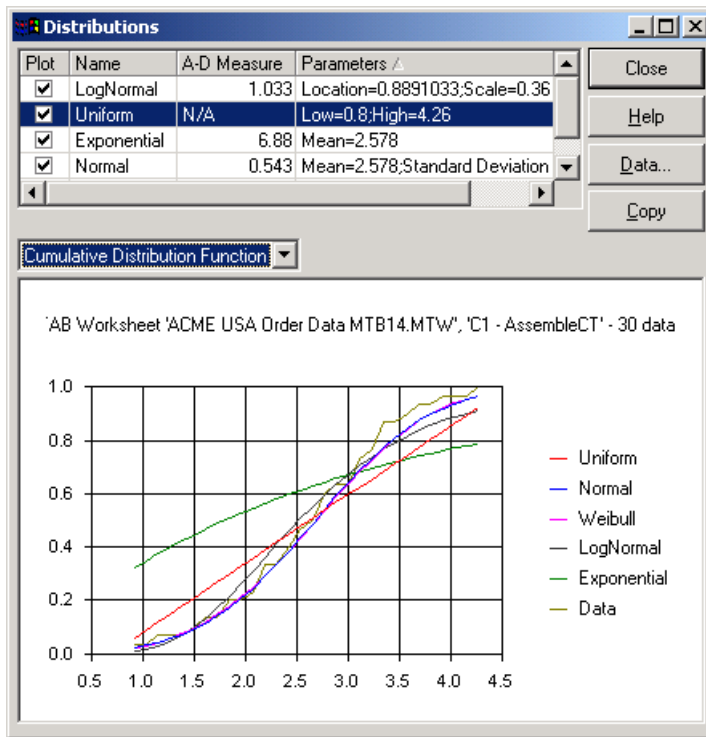 Distributions
Plot Name A-D Measure Parameters
LogNormal 1.033 Location=0.8891033;Scale=0.36
Uniform N/A Low=0.8;High=4.26
Exponential 6.88 Mean=2.578
Normal 0.543 Mean=2.578;Standard Deviation
Close
Help
Data...
Copy
Cumulative Distribution Function
AB Worksheet 'ACME USA Order Data MTB14.MTW', 'C1 - AssembleCT' - 30 data
1.0
0.8
0.6
0.4
0.2
0.0
0.5 1.0 1.5 2.0 2.5 3.0 3.5 4.0 4.5
Uniform
Normal
Weibull
LogNormal
Exponential
Data